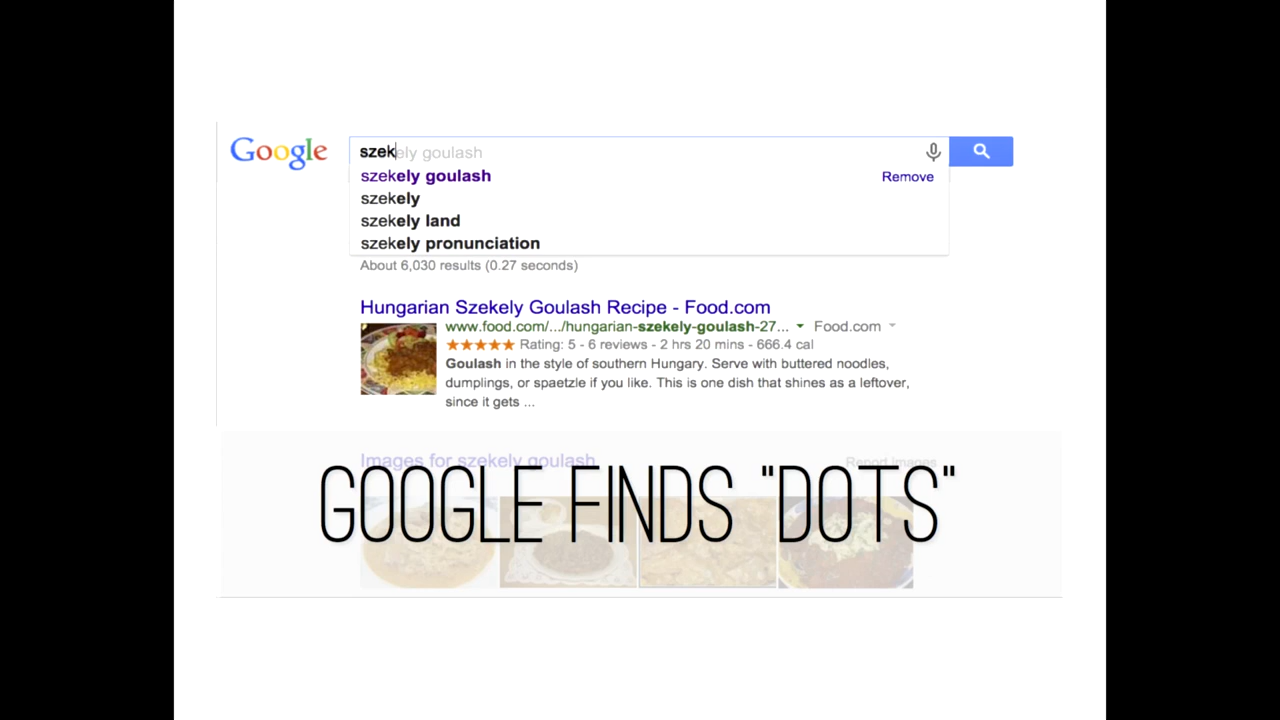 Google
szekely goulash
szekely goulash Remove
szekely
szekely land
szekely pronunciation
About 6,030 results (0.27 seconds)
Hungarian Szekely Goulash Recipe - Food.com
www.food.com/.../hungarian-szekely-goulash-27... Food.com
Rating: 5 - 6 reviews - 2 hrs 20 mins - 666.4 cal
Goulash in the style of southern Hungary. Serve with buttered noodles,
dumplings, or spaetzle if you like. This is one dish that shines as a leftover,
since it gets ...
Images for szekely goulash Report images
GOOGLE FINDS "DOTS"